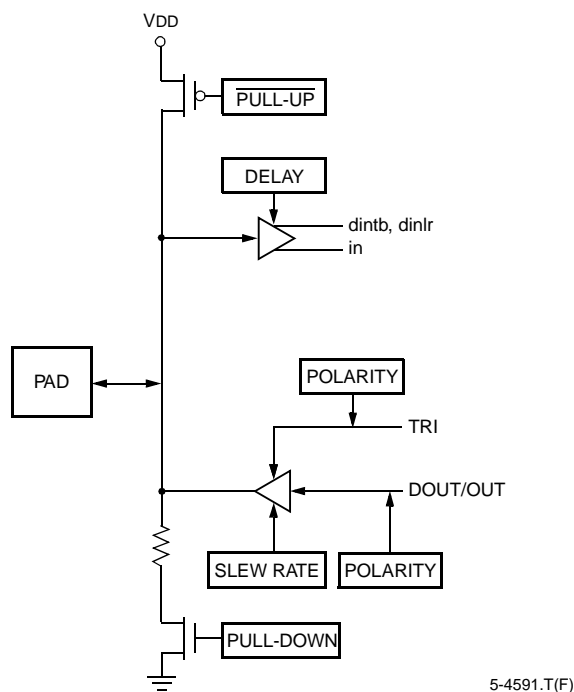 VDD
PULL-UP
DELAY
dintb, dinlr
in
PAD
POLARITY
TRI
DOUT/OUT
SLEW RATE
POLARITY
PULL-DOWN
5-4591.T(F)